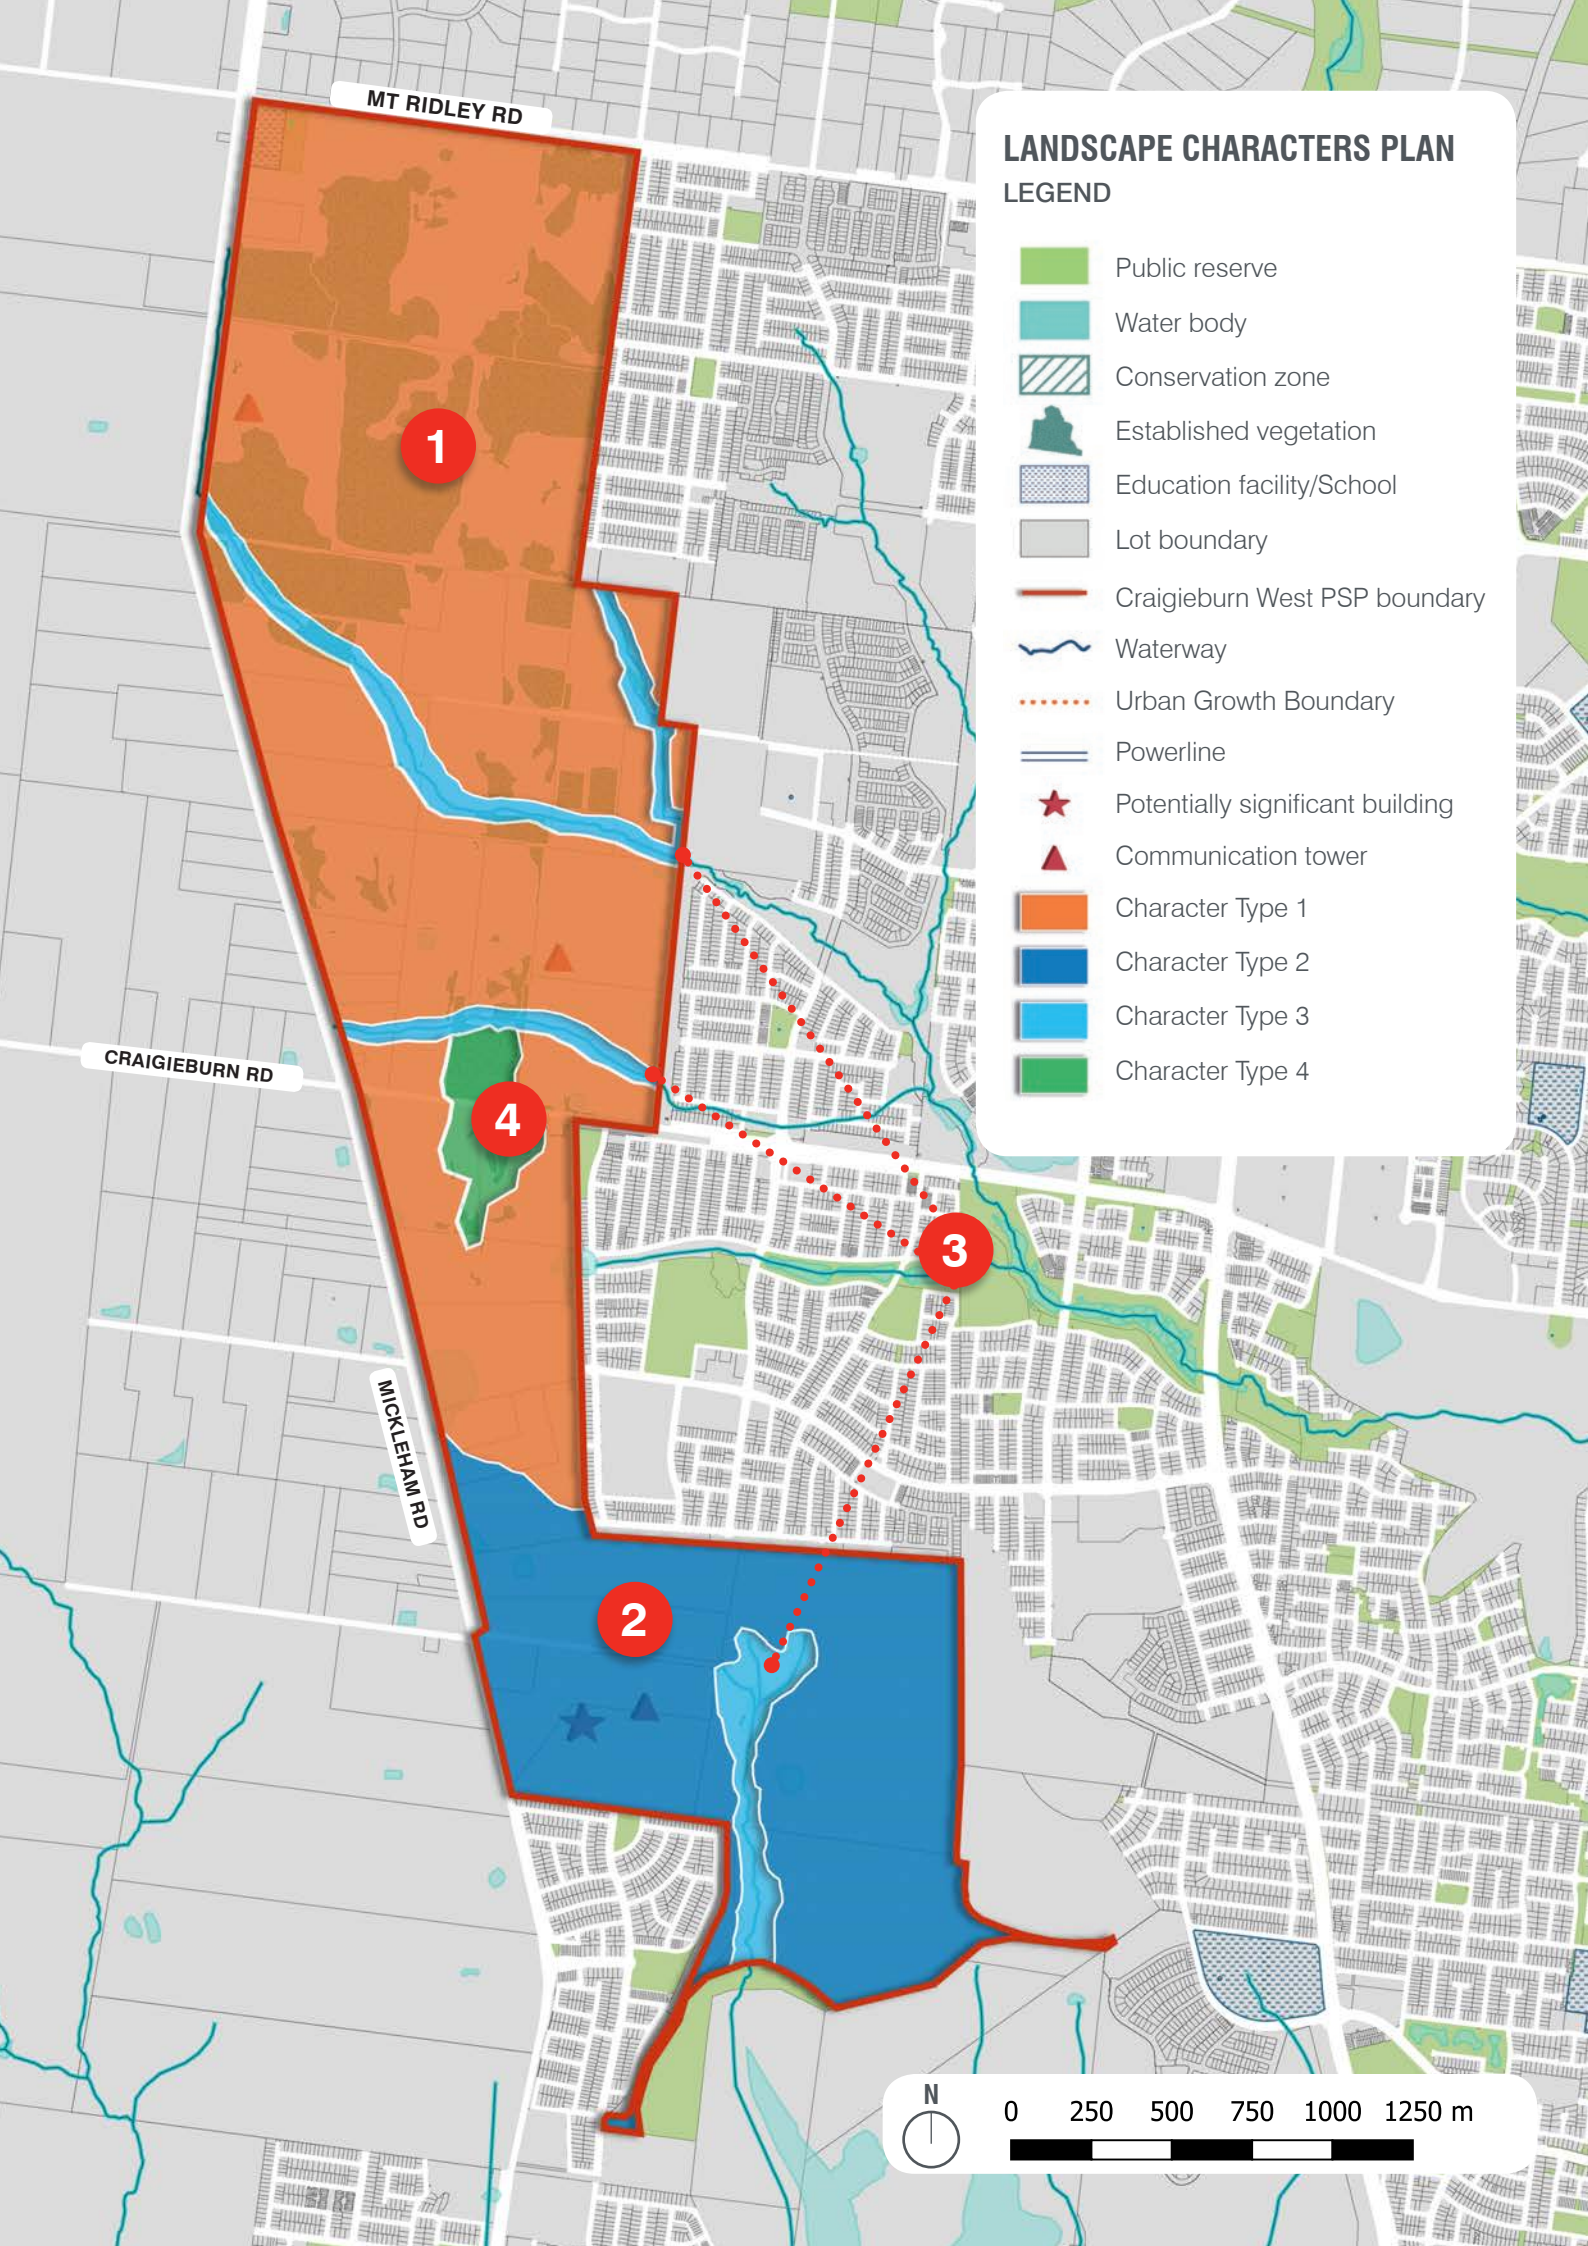 MT RIDLEY RD
LANDSCAPE CHARACTERS PLAN
LEGEND
Public reserve
Water body
Conservation zone
Established vegetation
Education facility/School
Lot boundary
Craigieburn West PSP boundary
Waterway
Urban Growth Boundary
Powerline
Potentially significant building
Communication tower
Character Type 1
Character Type 2
Character Type 3
Character Type 4
1
CRAIGIEBURN RD
4
3
MICKLEHAM RD
2
N
0 250 500 750 1000 1250 m